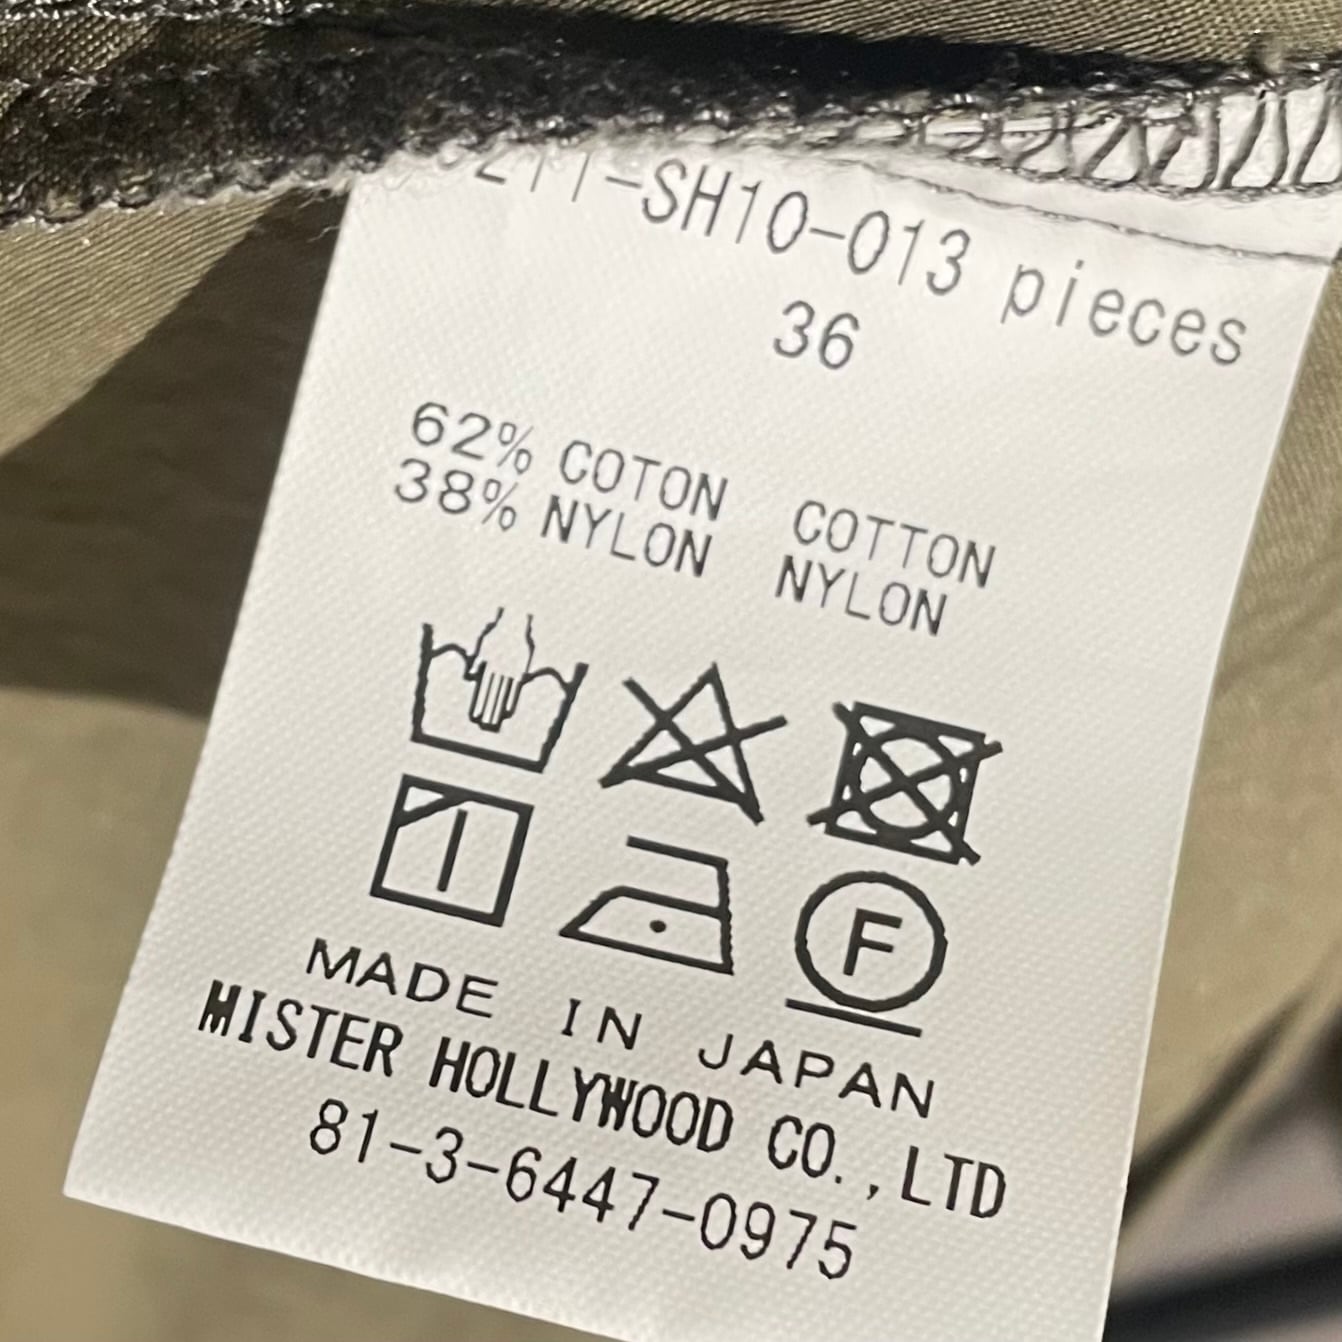 211-SH10-013 pieces
36
62% COTON COTTON
38% NYLON NYLON
F
MADE IN JAPAN
MISTER HOLLYWOOD CO.,LTD
81-3-6447-0975